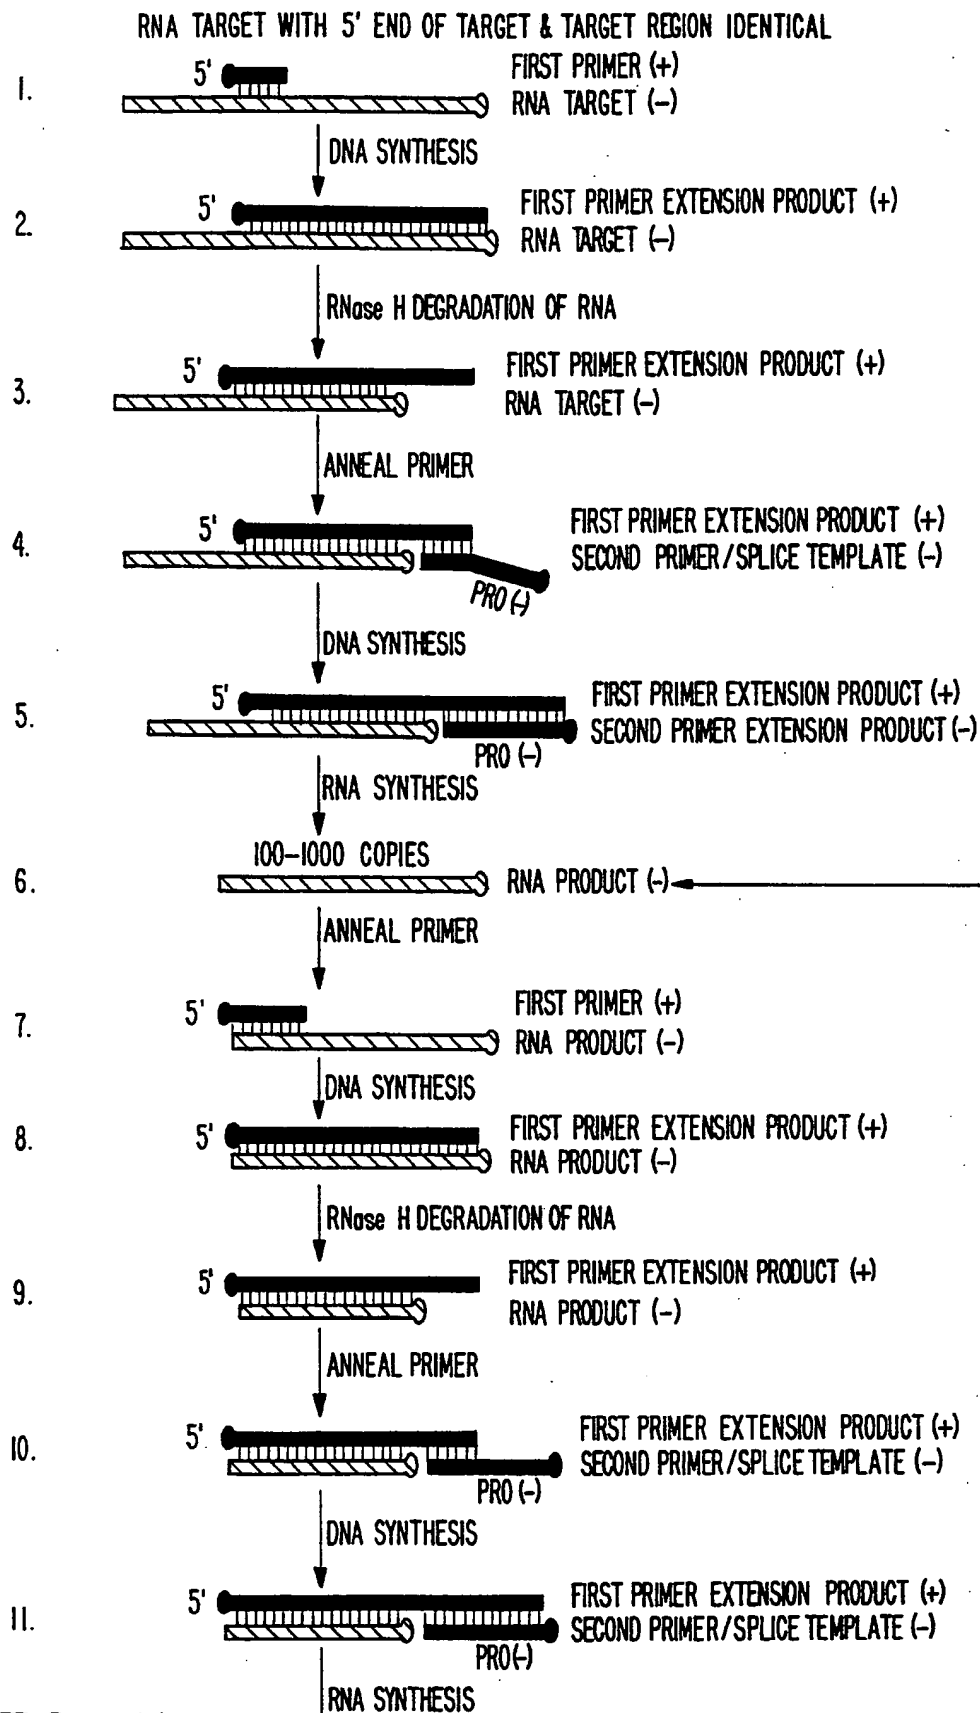 RNA TARGET WITH 5' END OF TARGET & TARGET REGION IDENTICAL
1.
5'
FIRST PRIMER (+)
RNA TARGET (-)
DNA SYNTHESIS
2.
5'
FIRST PRIMER EXTENSION PRODUCT (+)
RNA TARGET (-)
RNase H DEGRADATION OF RNA
3.
5'
FIRST PRIMER EXTENSION PRODUCT (+)
RNA TARGET (-)
ANNEAL PRIMER
4.
5'
FIRST PRIMER EXTENSION PRODUCT (+)
SECOND PRIMER/SPLICE TEMPLATE (-)
PRO (-)
DNA SYNTHESIS
5.
5'
FIRST PRIMER EXTENSION PRODUCT (+)
SECOND PRIMER EXTENSION PRODUCT (-)
PRO (-)
RNA SYNTHESIS
100-1000 COPIES
6.
RNA PRODUCT (-)
ANNEAL PRIMER
7.
5'
FIRST PRIMER (+)
RNA PRODUCT (-)
DNA SYNTHESIS
8.
5'
FIRST PRIMER EXTENSION PRODUCT (+)
RNA PRODUCT (-)
RNase H DEGRADATION OF RNA
9.
5'
FIRST PRIMER EXTENSION PRODUCT (+)
RNA PRODUCT (-)
ANNEAL PRIMER
10.
5'
FIRST PRIMER EXTENSION PRODUCT (+)
SECOND PRIMER/SPLICE TEMPLATE (-)
PRO (-)
DNA SYNTHESIS
11.
5'
FIRST PRIMER EXTENSION PRODUCT (+)
SECOND PRIMER/SPLICE TEMPLATE (-)
PRO (-)
RNA SYNTHESIS